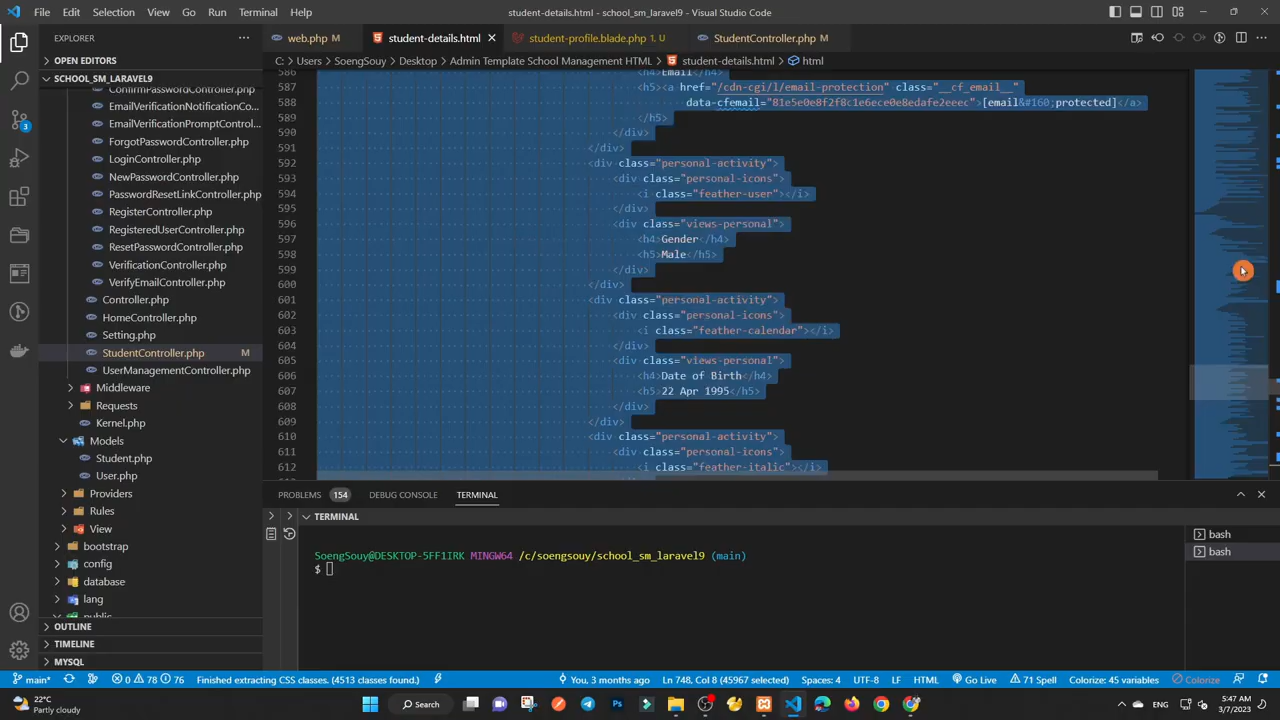 File Edit Selection View Go Run Terminal Help
student-details.html - school_sm_laravel9 - Visual Studio Code
EXPLORER
web.php M
student-details.html
student-profile.blade.php 1, U
StudentController.php M
C: > Users > SoengSouy > Desktop > Admin Template School Management HTML > student-details.html > html
OPEN EDITORS
SCHOOL_SM_LARAVEL9
ConfirmPasswordController.php
EmailVerificationNotificationCo...
EmailVerificationPromptControl...
ForgotPasswordController.php
LoginController.php
NewPasswordController.php
PasswordResetLinkController.php
RegisterController.php
RegisteredUserController.php
ResetPasswordController.php
VerificationController.php
VerifyEmailController.php
Controller.php
HomeController.php
Setting.php
StudentController.php M
UserManagementController.php
Middleware
Requests
Kernel.php
Models
Student.php
User.php
Providers
Rules
View
bootstrap
config
database
lang
public
OUTLINE
TIMELINE
MYSQL
586 <h4>Email</h4>
587 <h5><a href="/cdn-cgi/l/email-protection" class="__cf_email__"
588 data-cfemail="81e5e0e8f2f8c1e6ece0e8edafe2eeec">[email&#160;protected]</a>
589 </h5>
590 </div>
591 </div>
592 <div class="personal-activity">
593 <div class="personal-icons">
594 <i class="feather-user"></i>
595 </div>
596 <div class="views-personal">
597 <h4>Gender</h4>
598 <h5>Male</h5>
599 </div>
600 </div>
601 <div class="personal-activity">
602 <div class="personal-icons">
603 <i class="feather-calendar"></i>
604 </div>
605 <div class="views-personal">
606 <h4>Date of Birth</h4>
607 <h5>22 Apr 1995</h5>
608 </div>
609 </div>
610 <div class="personal-activity">
611 <div class="personal-icons">
612 <i class="feather-italic"></i>
PROBLEMS 154 DEBUG CONSOLE TERMINAL
TERMINAL
SoengSouy@DESKTOP-5FF1IRK MINGW64 /c/soengsouy/school_sm_laravel9 (main)
$
bash
bash
3
main* 0 78 76 Finished extracting CSS classes. (4513 classes found.)
You, 3 months ago Ln 748, Col 8 (45967 selected) Spaces: 4 UTF-8 LF HTML Go Live 71 Spell Colorize: 45 variables Colorize
22°C
Partly cloudy
Search
ENG
5:47 AM
3/7/2023